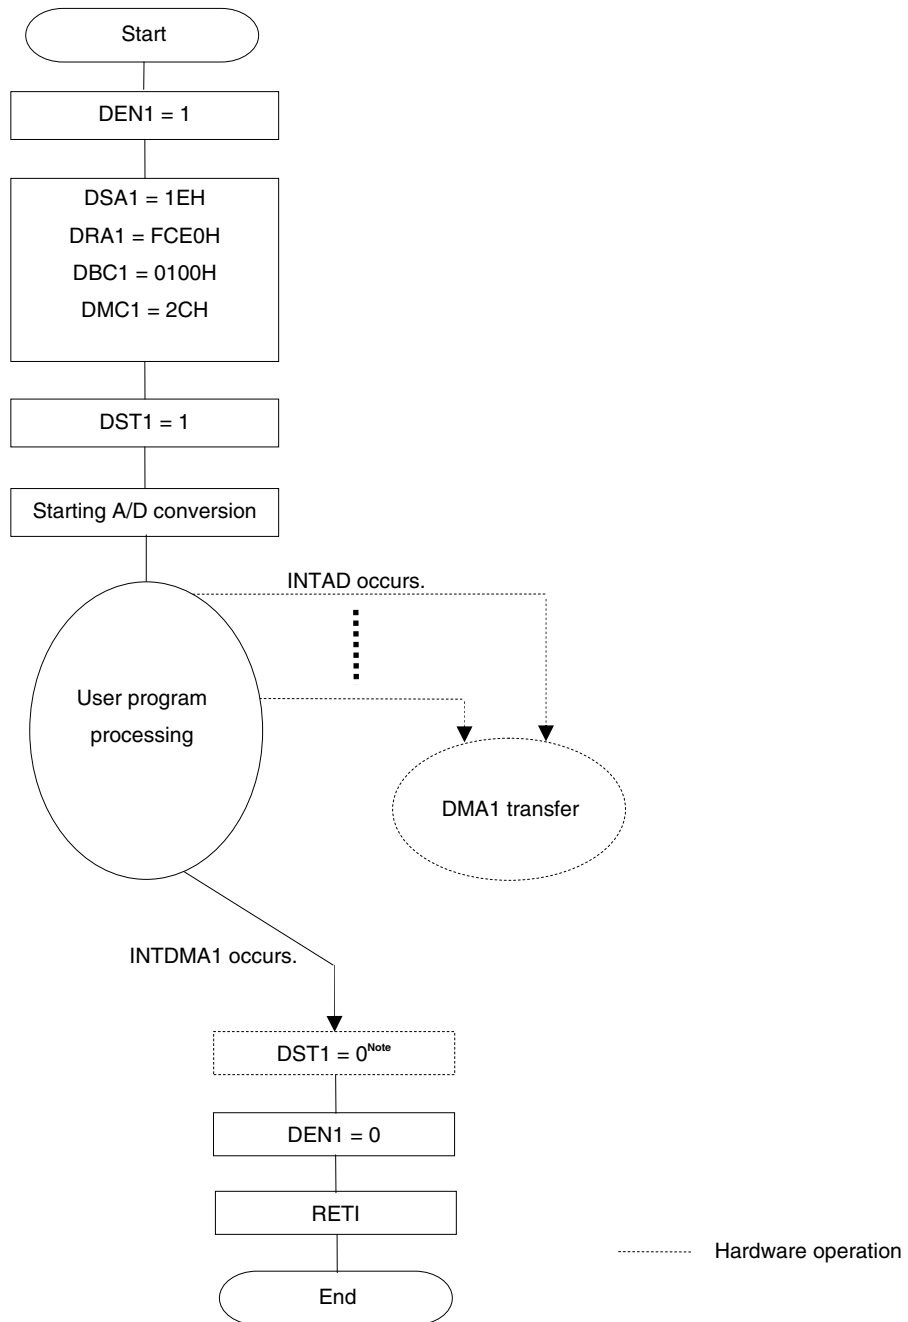 Start
DEN1 = 1
DSA1 = 1EH
DRA1 = FCE0H
DBC1 = 0100H
DMC1 = 2CH
DST1 = 1
Starting A/D conversion
INTAD occurs.
User program
processing
DMA1 transfer
INTDMA1 occurs.
DST1 = 0Note
DEN1 = 0
RETI
Hardware operation
End